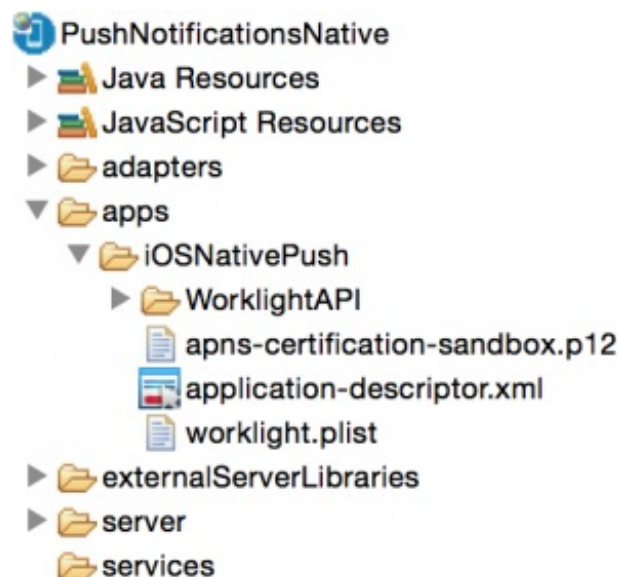 PushNotificationsNative
Java Resources
JavaScript Resources
adapters
apps
iOSNativePush
WorklightAPI
apns-certification-sandbox.p12
application-descriptor.xml
worklight.plist
externalServerLibraries
server
services